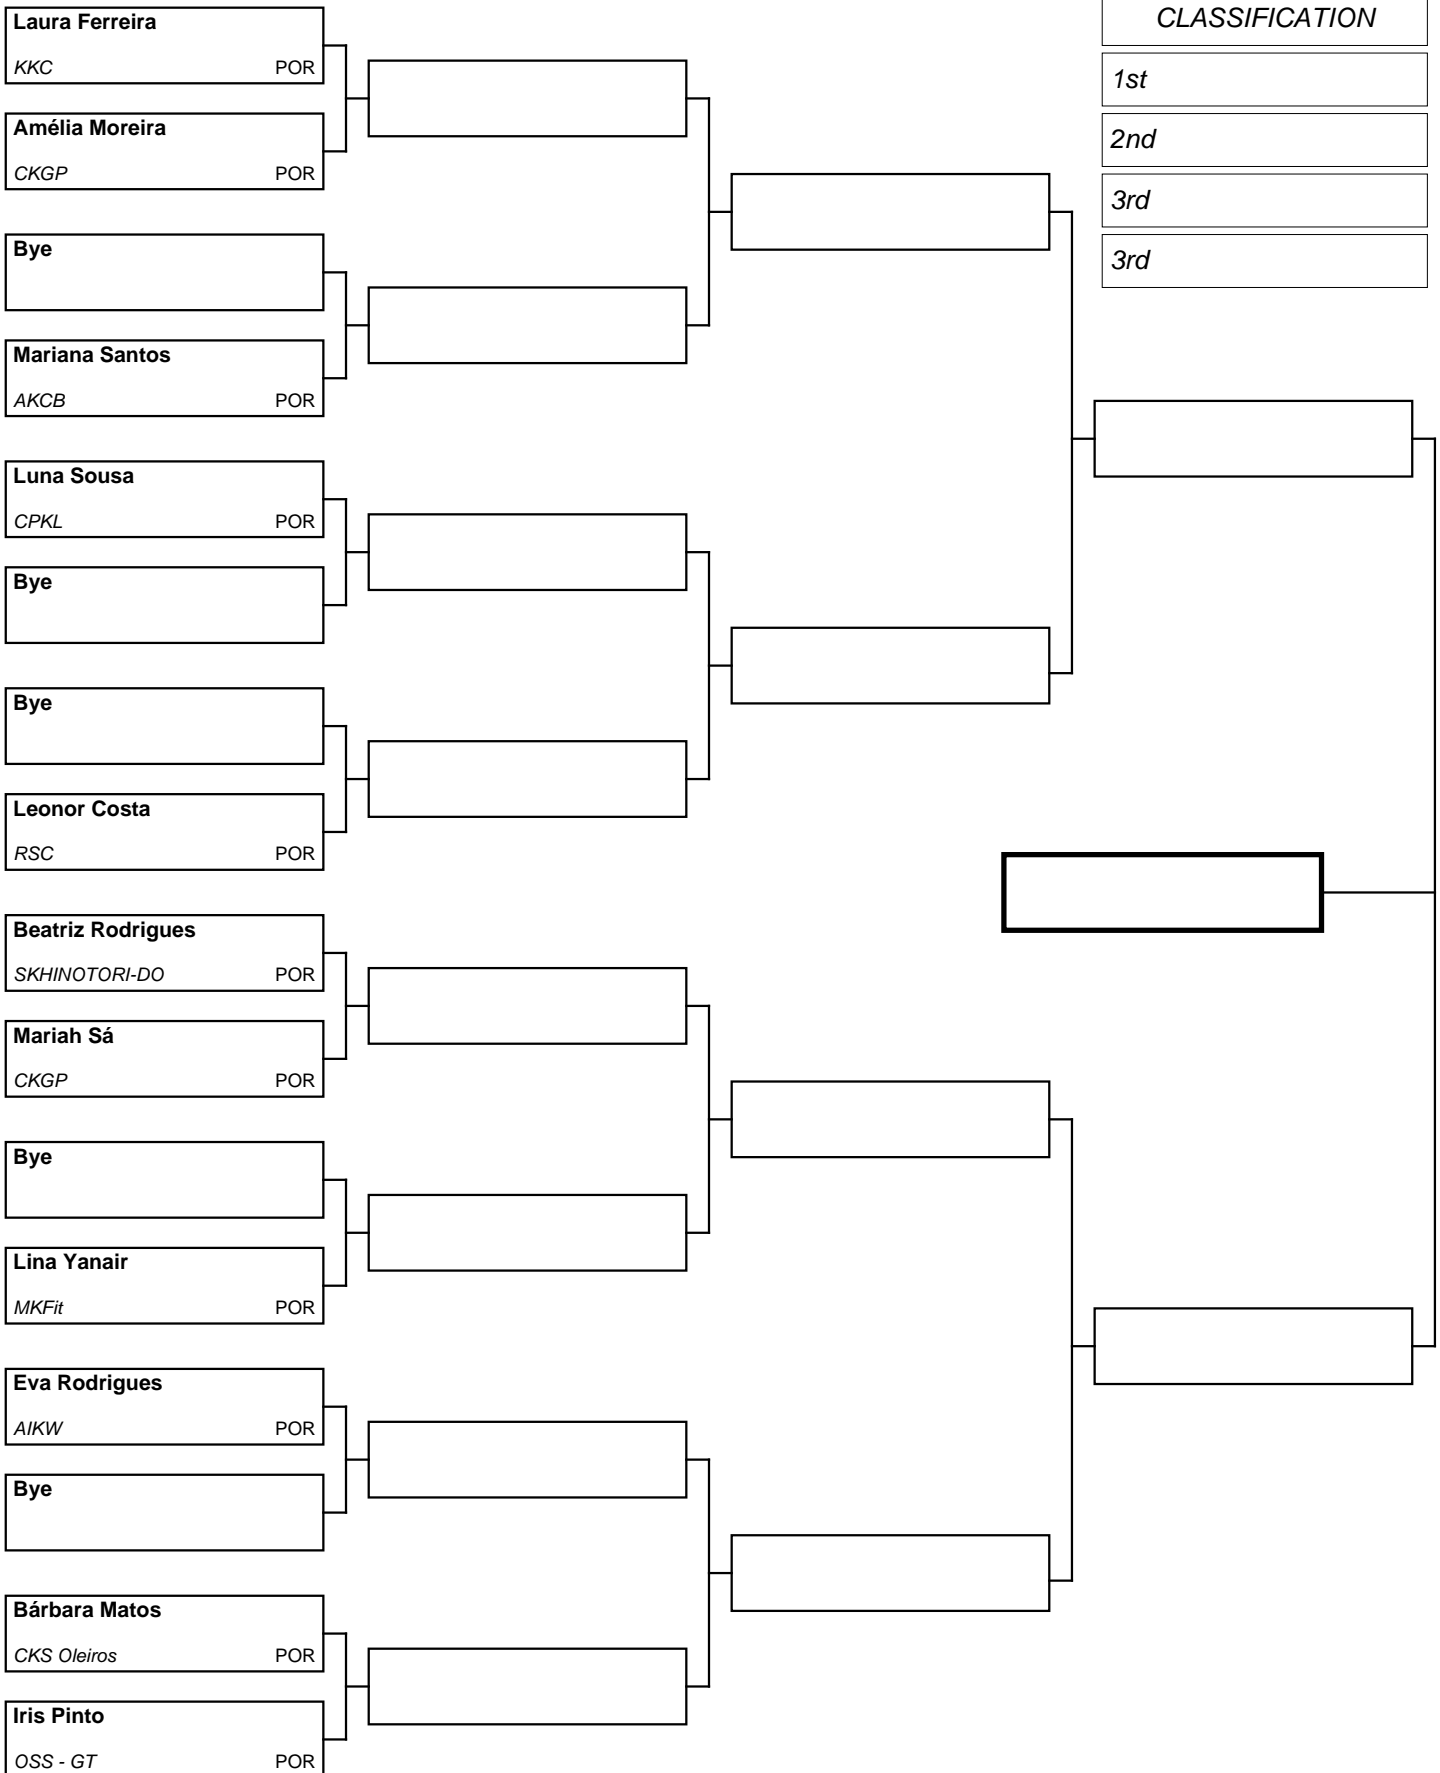 Laura Ferreira
KKC POR
Amélia Moreira
CKGP POR
Bye
Mariana Santos
AKCB POR
Luna Sousa
CPKL POR
Bye
Bye
Leonor Costa
RSC POR
Beatriz Rodrigues
SKHINOTORI-DO POR
Mariah Sá
CKGP POR
Bye
Lina Yanair
MKFit POR
Eva Rodrigues
AIKW POR
Bye
Bárbara Matos
CKS Oleiros POR
Iris Pinto
OSS - GT POR
CLASSIFICATION
1st
2nd
3rd
3rd